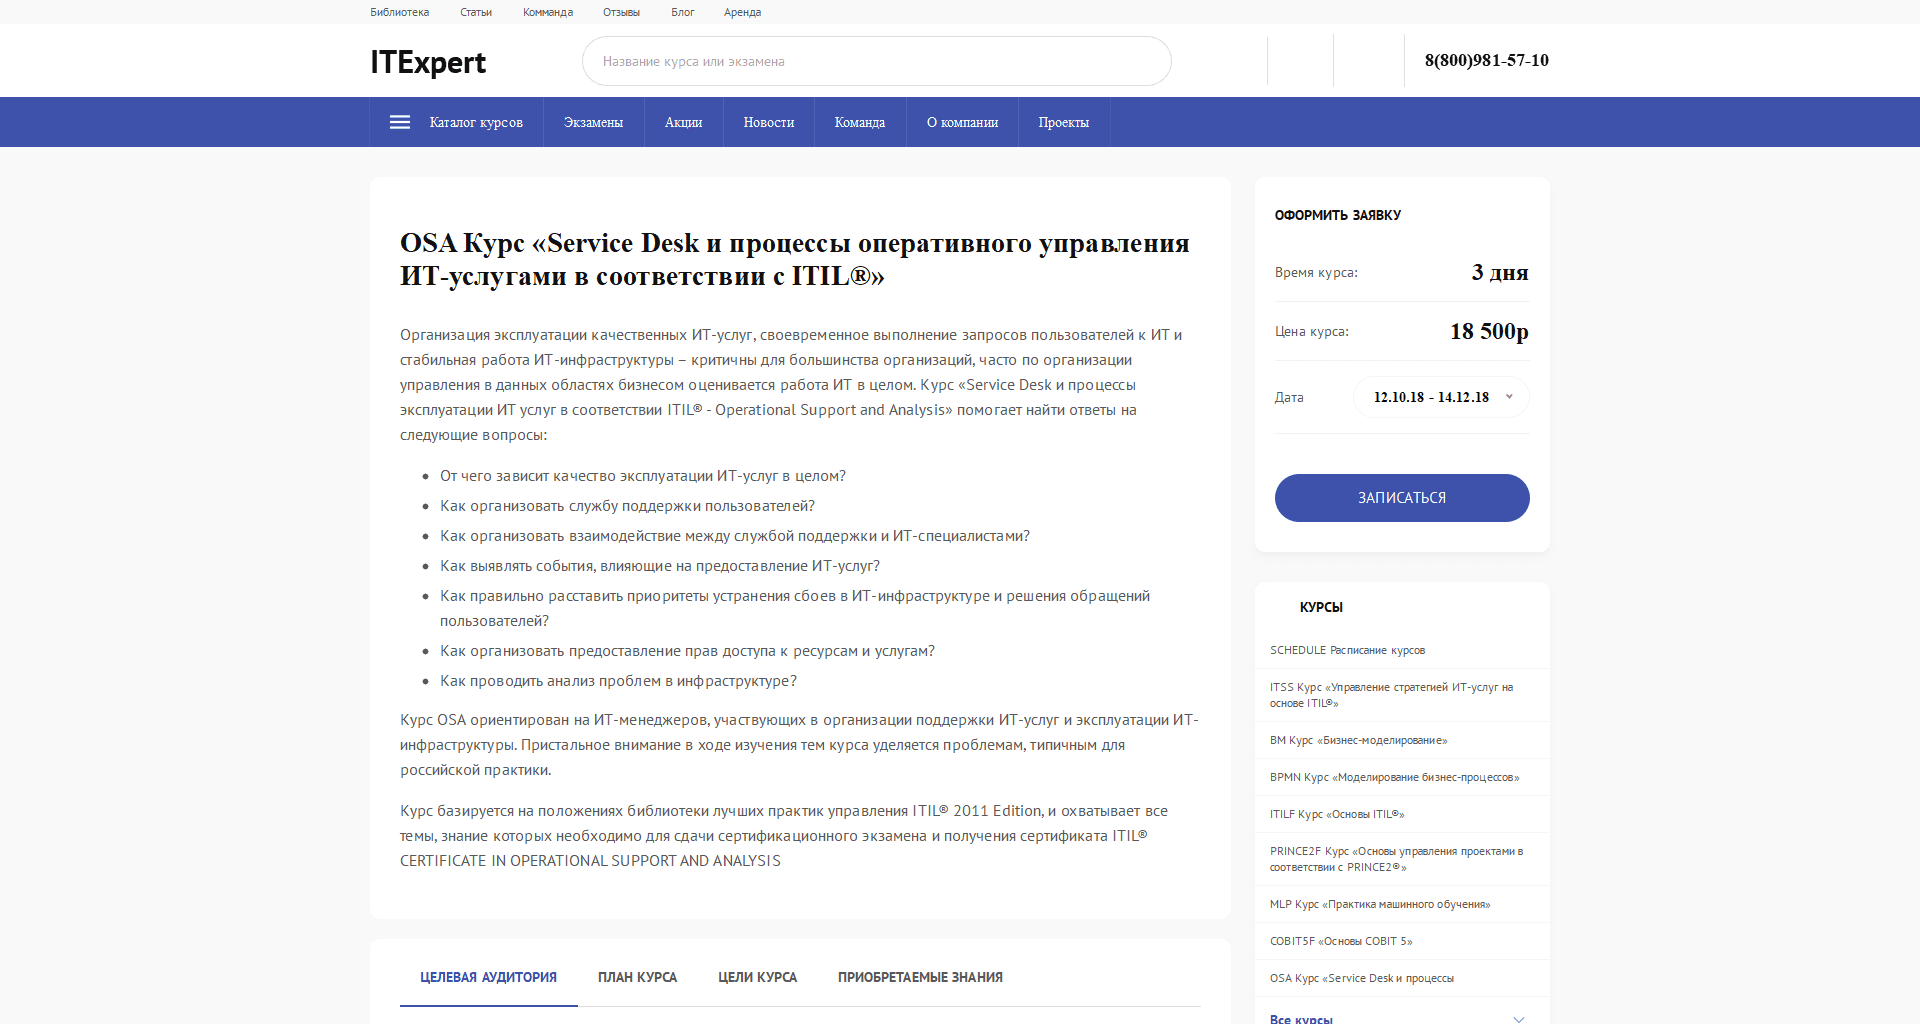 Библиотека Статьи Комманда Отзывы Блог Аренда
ITExpert
Название курса или экзамена
8(800)981-57-10
Каталог курсов Экзамены Акции Новости Команда О компании Проекты
OSA Курс «Service Desk и процессы оперативного управления
ИТ-услугами в соответствии с ITIL®»
Организация эксплуатации качественных ИТ-услуг, своевременное выполнение запросов пользователей к ИТ и
стабильная работа ИТ-инфраструктуры – критичны для большинства организаций, часто по организации
управления в данных областях бизнесом оценивается работа ИТ в целом. Курс «Service Desk и процессы
эксплуатации ИТ услуг в соответствии ITIL® - Operational Support and Analysis» помогает найти ответы на
следующие вопросы:
От чего зависит качество эксплуатации ИТ-услуг в целом?
Как организовать службу поддержки пользователей?
Как организовать взаимодействие между службой поддержки и ИТ-специалистами?
Как выявлять события, влияющие на предоставление ИТ-услуг?
Как правильно расставить приоритеты устранения сбоев в ИТ-инфраструктуре и решения обращений
пользователей?
Как организовать предоставление прав доступа к ресурсам и услугам?
Как проводить анализ проблем в инфраструктуре?
Курс OSA ориентирован на ИТ-менеджеров, участвующих в организации поддержки ИТ-услуг и эксплуатации ИТ-
инфраструктуры. Пристальное внимание в ходе изучения тем курса уделяется проблемам, типичным для
российской практики.
Курс базируется на положениях библиотеки лучших практик управления ITIL® 2011 Edition, и охватывает все
темы, знание которых необходимо для сдачи сертификационного экзамена и получения сертификата ITIL®
CERTIFICATE IN OPERATIONAL SUPPORT AND ANALYSIS
ЦЕЛЕВАЯ АУДИТОРИЯ ПЛАН КУРСА ЦЕЛИ КУРСА ПРИОБРЕТАЕМЫЕ ЗНАНИЯ
ОФОРМИТЬ ЗАЯВКУ
Время курса: 3 дня
Цена курса: 18 500р
Дата 12.10.18 - 14.12.18
ЗАПИСАТЬСЯ
КУРСЫ
SCHEDULE Расписание курсов
ITSS Курс «Управление стратегией ИТ-услуг на
основе ITIL®»
BM Курс «Бизнес-моделирование»
BPMN Курс «Моделирование бизнес-процессов»
ITILF Курс «Основы ITIL®»
PRINCE2F Курс «Основы управления проектами в
соответствии с PRINCE2®»
MLP Курс «Практика машинного обучения»
COBIT5F «Основы COBIT 5»
OSA Курс «Service Desk и процессы
Все курсы